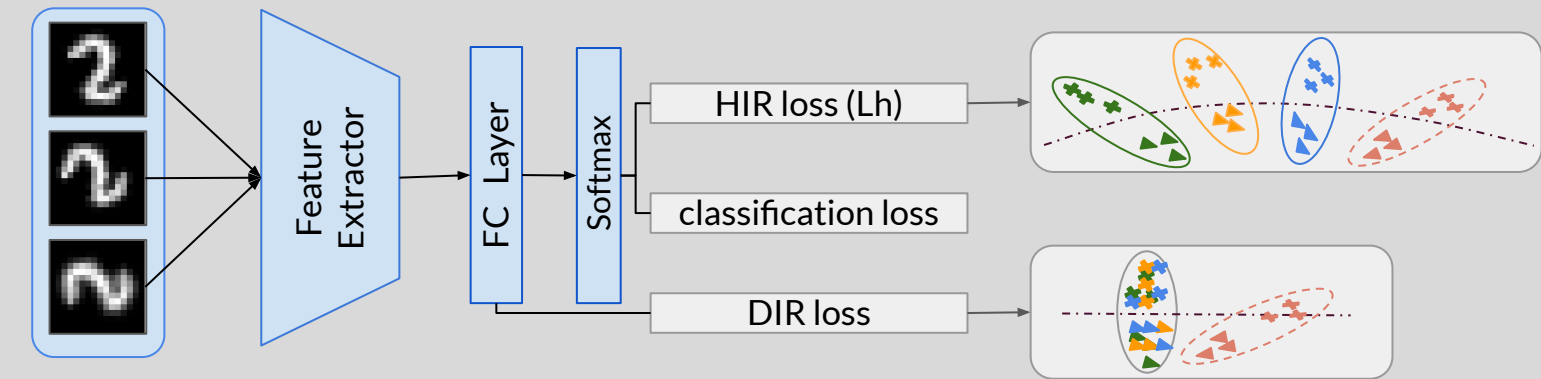 Feature
Extractor
FC Layer
Softmax
HIR loss (Lh)
classification loss
DIR loss